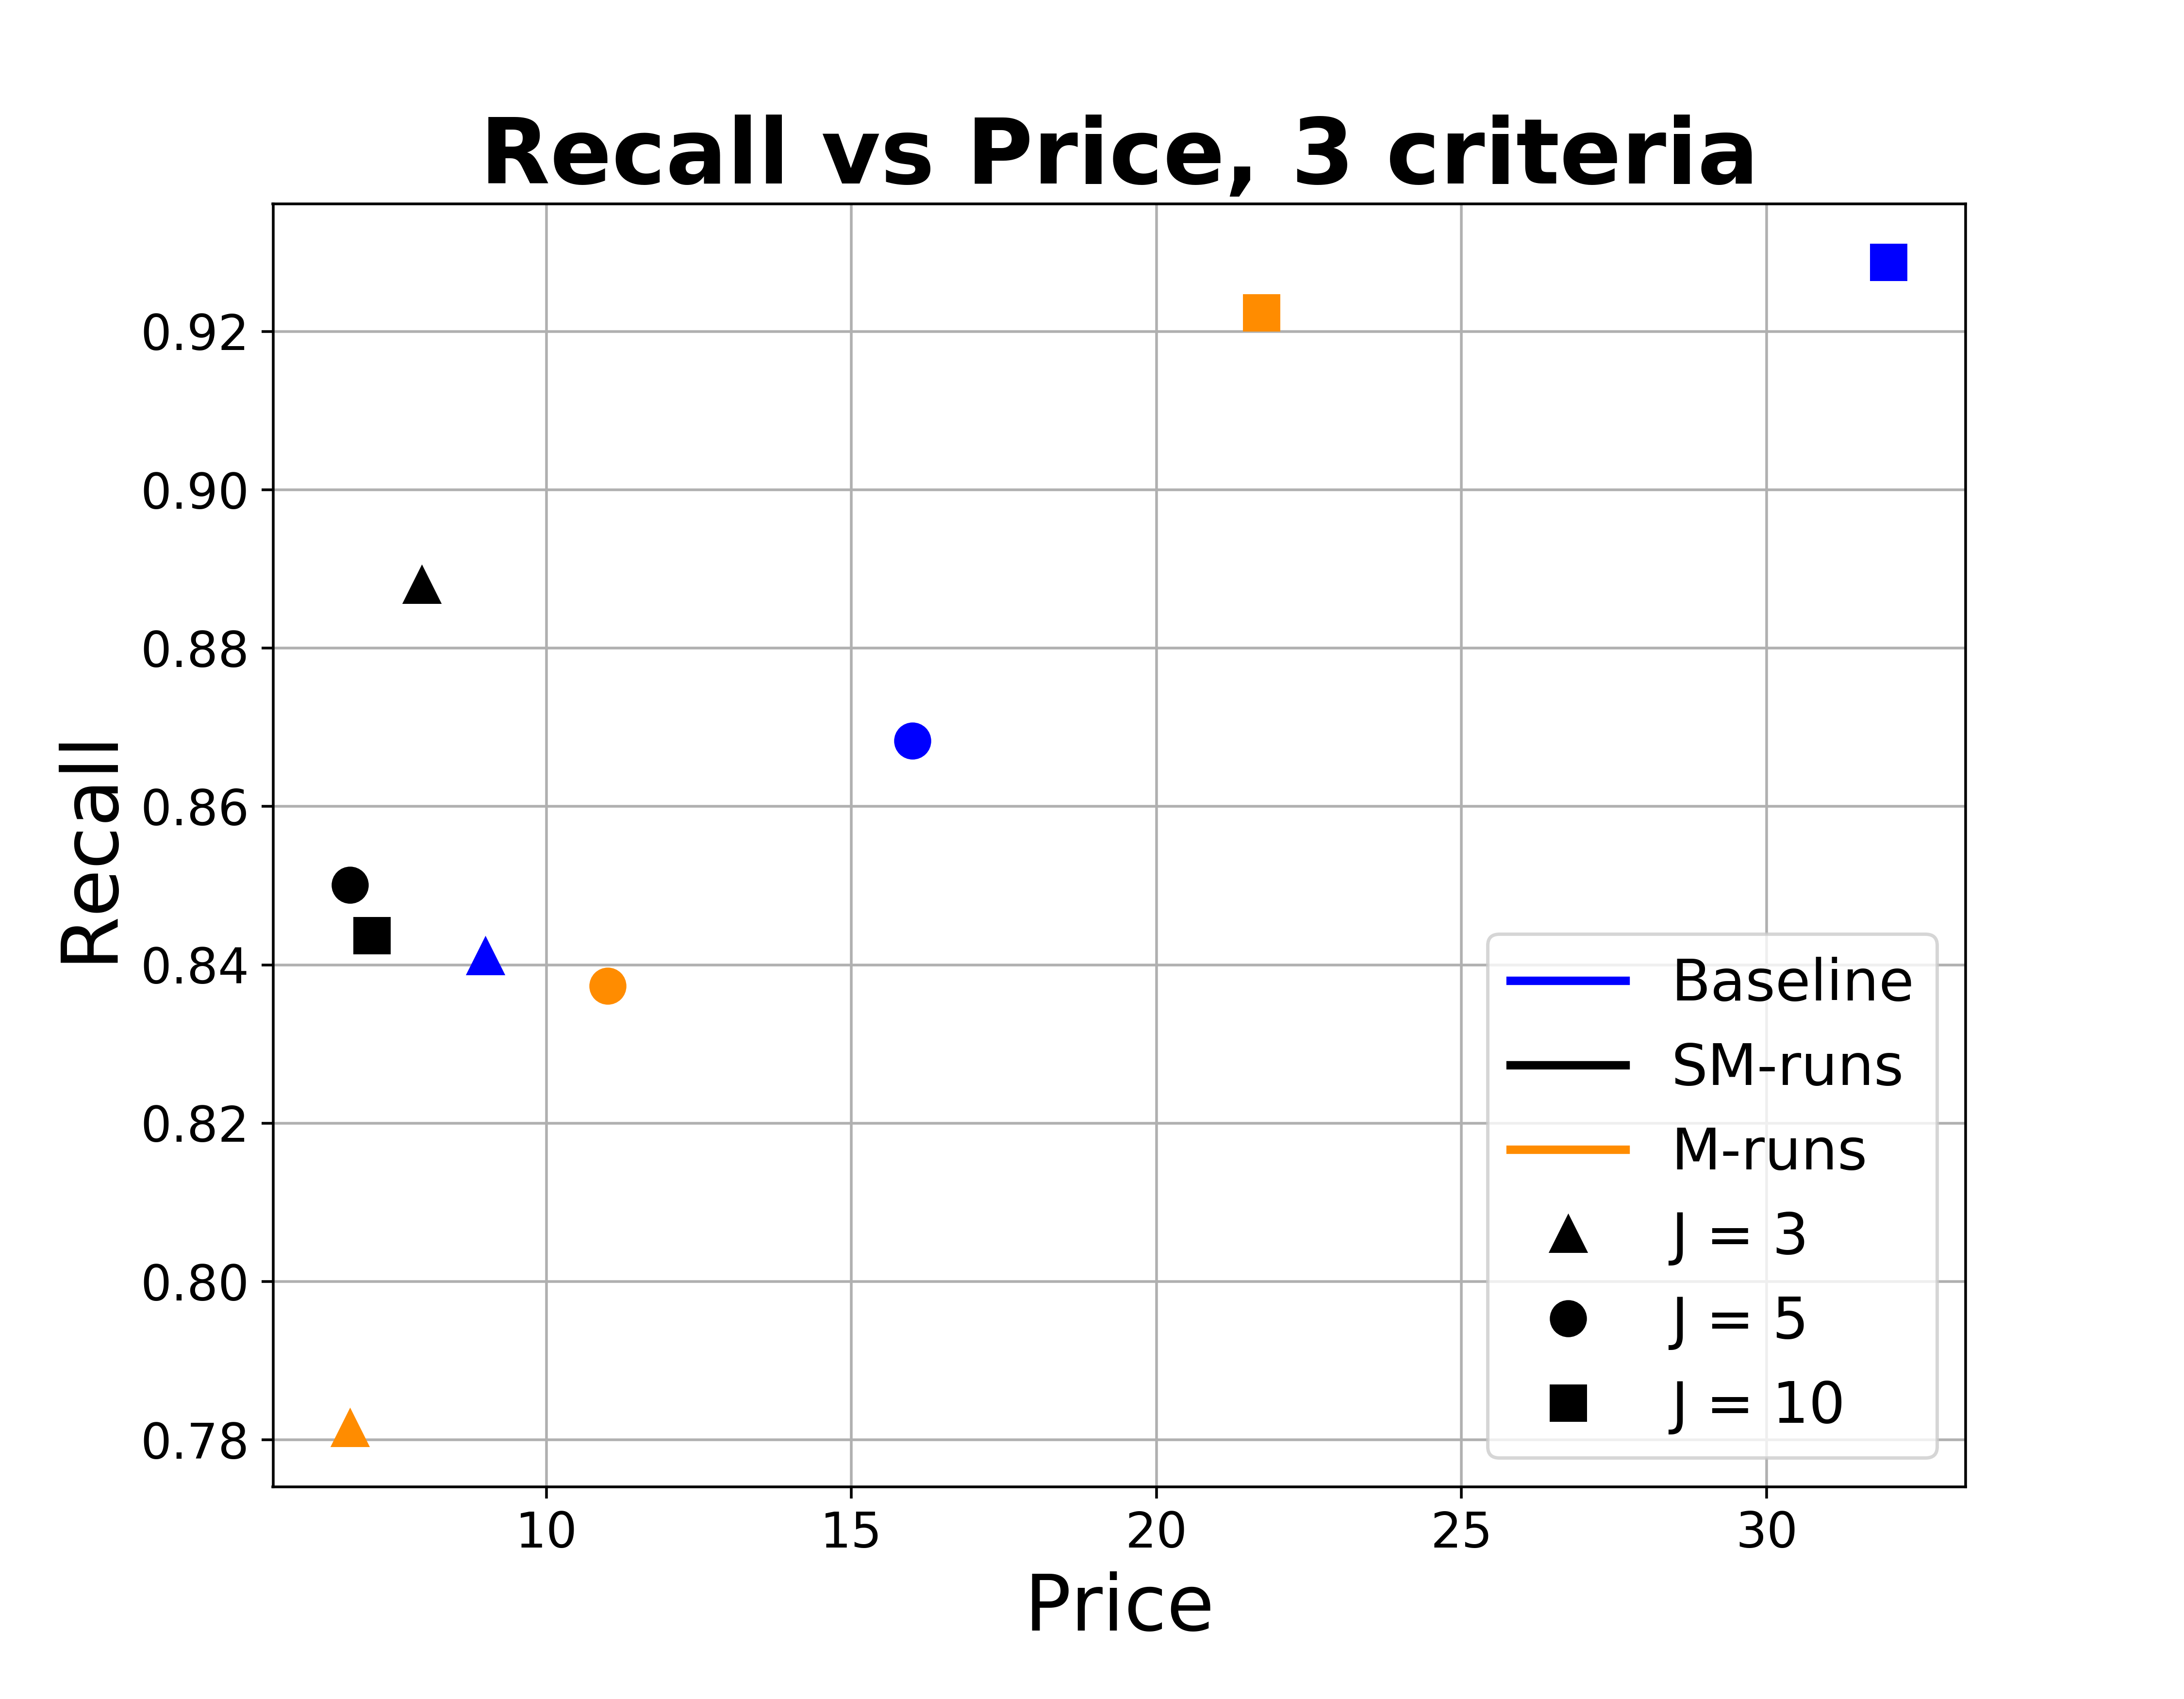 Recall vs Price, 3 criteria
Recall
0.92
0.90
0.88
0.86
0.84
0.82
0.80
0.78
Baseline
SM-runs
M-runs
J = 3
J = 5
J = 10
10 15 20 25 30
Price